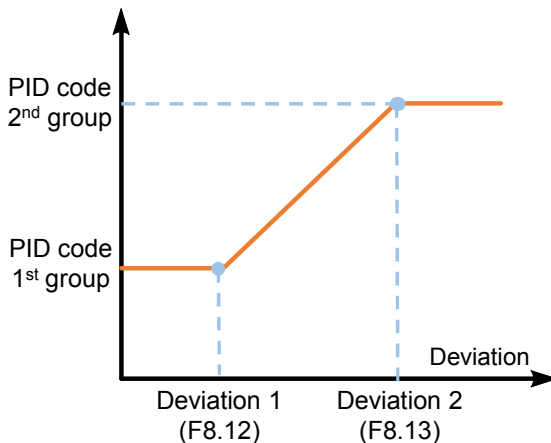 PID code
2nd group
PID code
1st group
Deviation
Deviation 1
(F8.12)
Deviation 2
(F8.13)